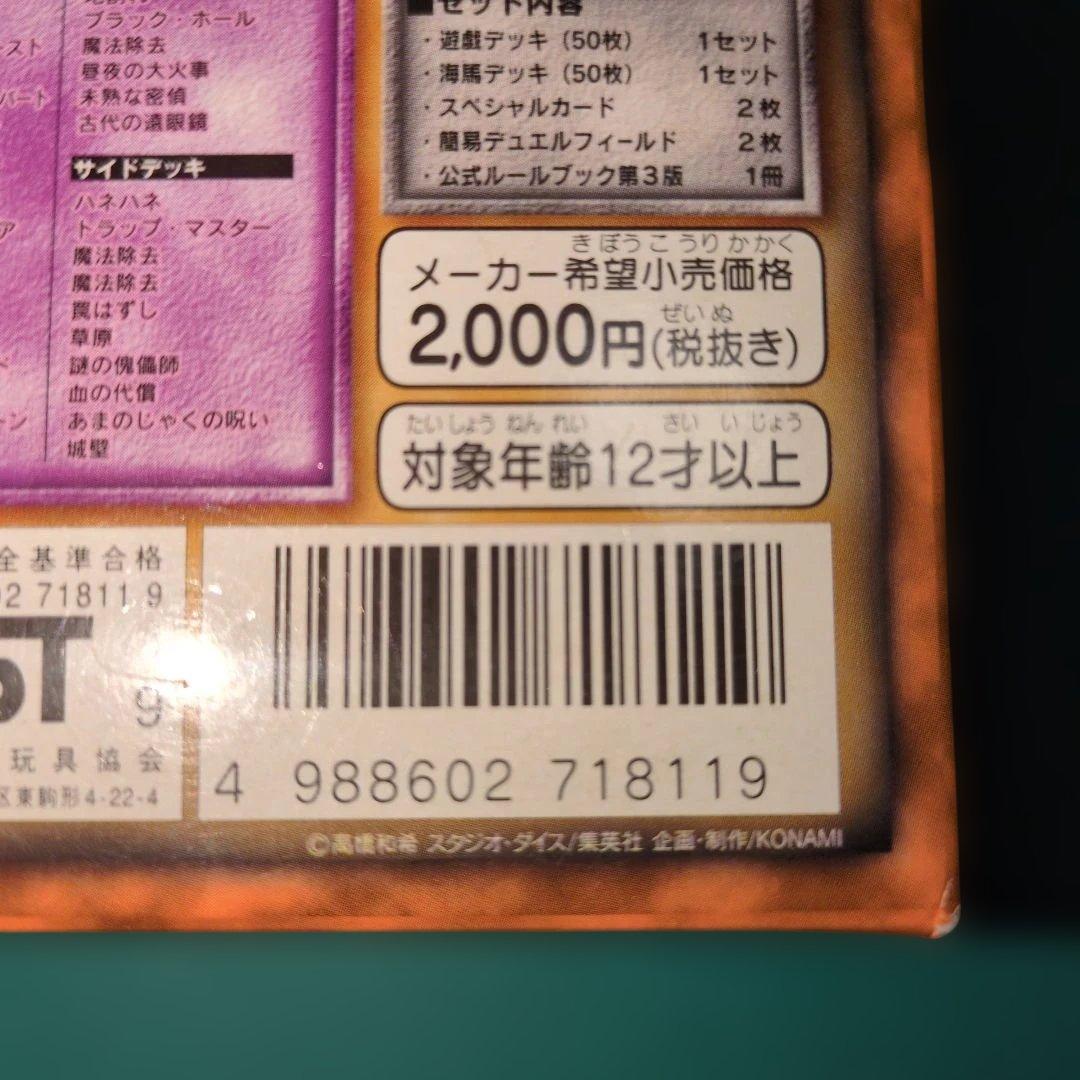 ブラック・ホール
魔法除去
昼夜の大火事
未熟な密偵
古代の遠眼鏡
サイドデッキ
ハネハネ
トラップ・マスター
魔法除去
魔法除去
罠はずし
草原
謎の傀儡師
血の代償
あまのじゃくの呪い
城壁
■セット内容
・遊戯デッキ（50枚） 1セット
・海馬デッキ（50枚） 1セット
・スペシャルカード 2枚
・簡易デュエルフィールド 2枚
・公式ルールブック第3版 1冊
きぼうこうりかかく
メーカー希望小売価格
ぜいぬ
2,000円(税抜き)
たいしょうねんれい さいいじょう
対象年齢12才以上
全基準合格
02 71811 9
ST
9
玩具協会
区東駒形4-22-4
4 988602 718119
©高橋和希 スタジオ・ダイス/集英社 企画・制作/KONAMI